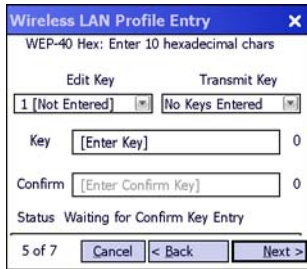 Wireless LAN Profile Entry X
WEP-40 Hex: Enter 10 hexadecimal chars
Edit Key Transmit Key
1 [Not Entered] No Keys Entered
Key [Enter Key] 0
Confirm [Enter Confirm Key] 0
Status Waiting for Confirm Key Entry
5 of 7 Cancel < Back Next >